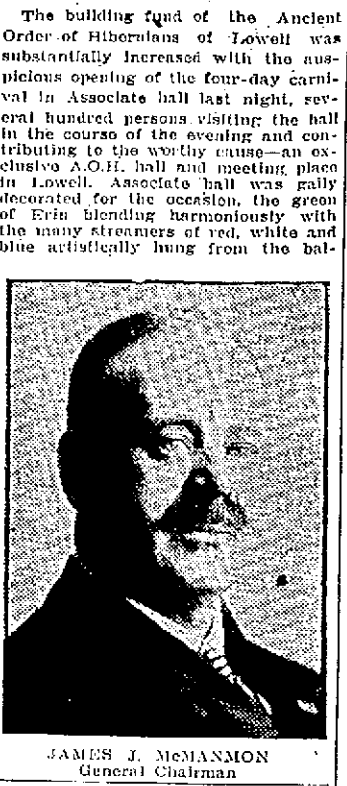 The building fund of the Ancient
Order of Hibernians of Lowell was
substantially increased with the aus-
picious opening of the four-day carni-
val in Associate hall last night, sev-
eral hundred persons visiting the hall
in the course of the evening and con-
tributing to the worthy cause—an ex-
clusive A.O.H. hall and meeting place
in Lowell. Associate hall was gaily
decorated for the occasion, the green
of Erin blending harmoniously with
the many streamers of red, white and
blue artistically hung from the bal-
JAMES J. McMANMON
General Chairman